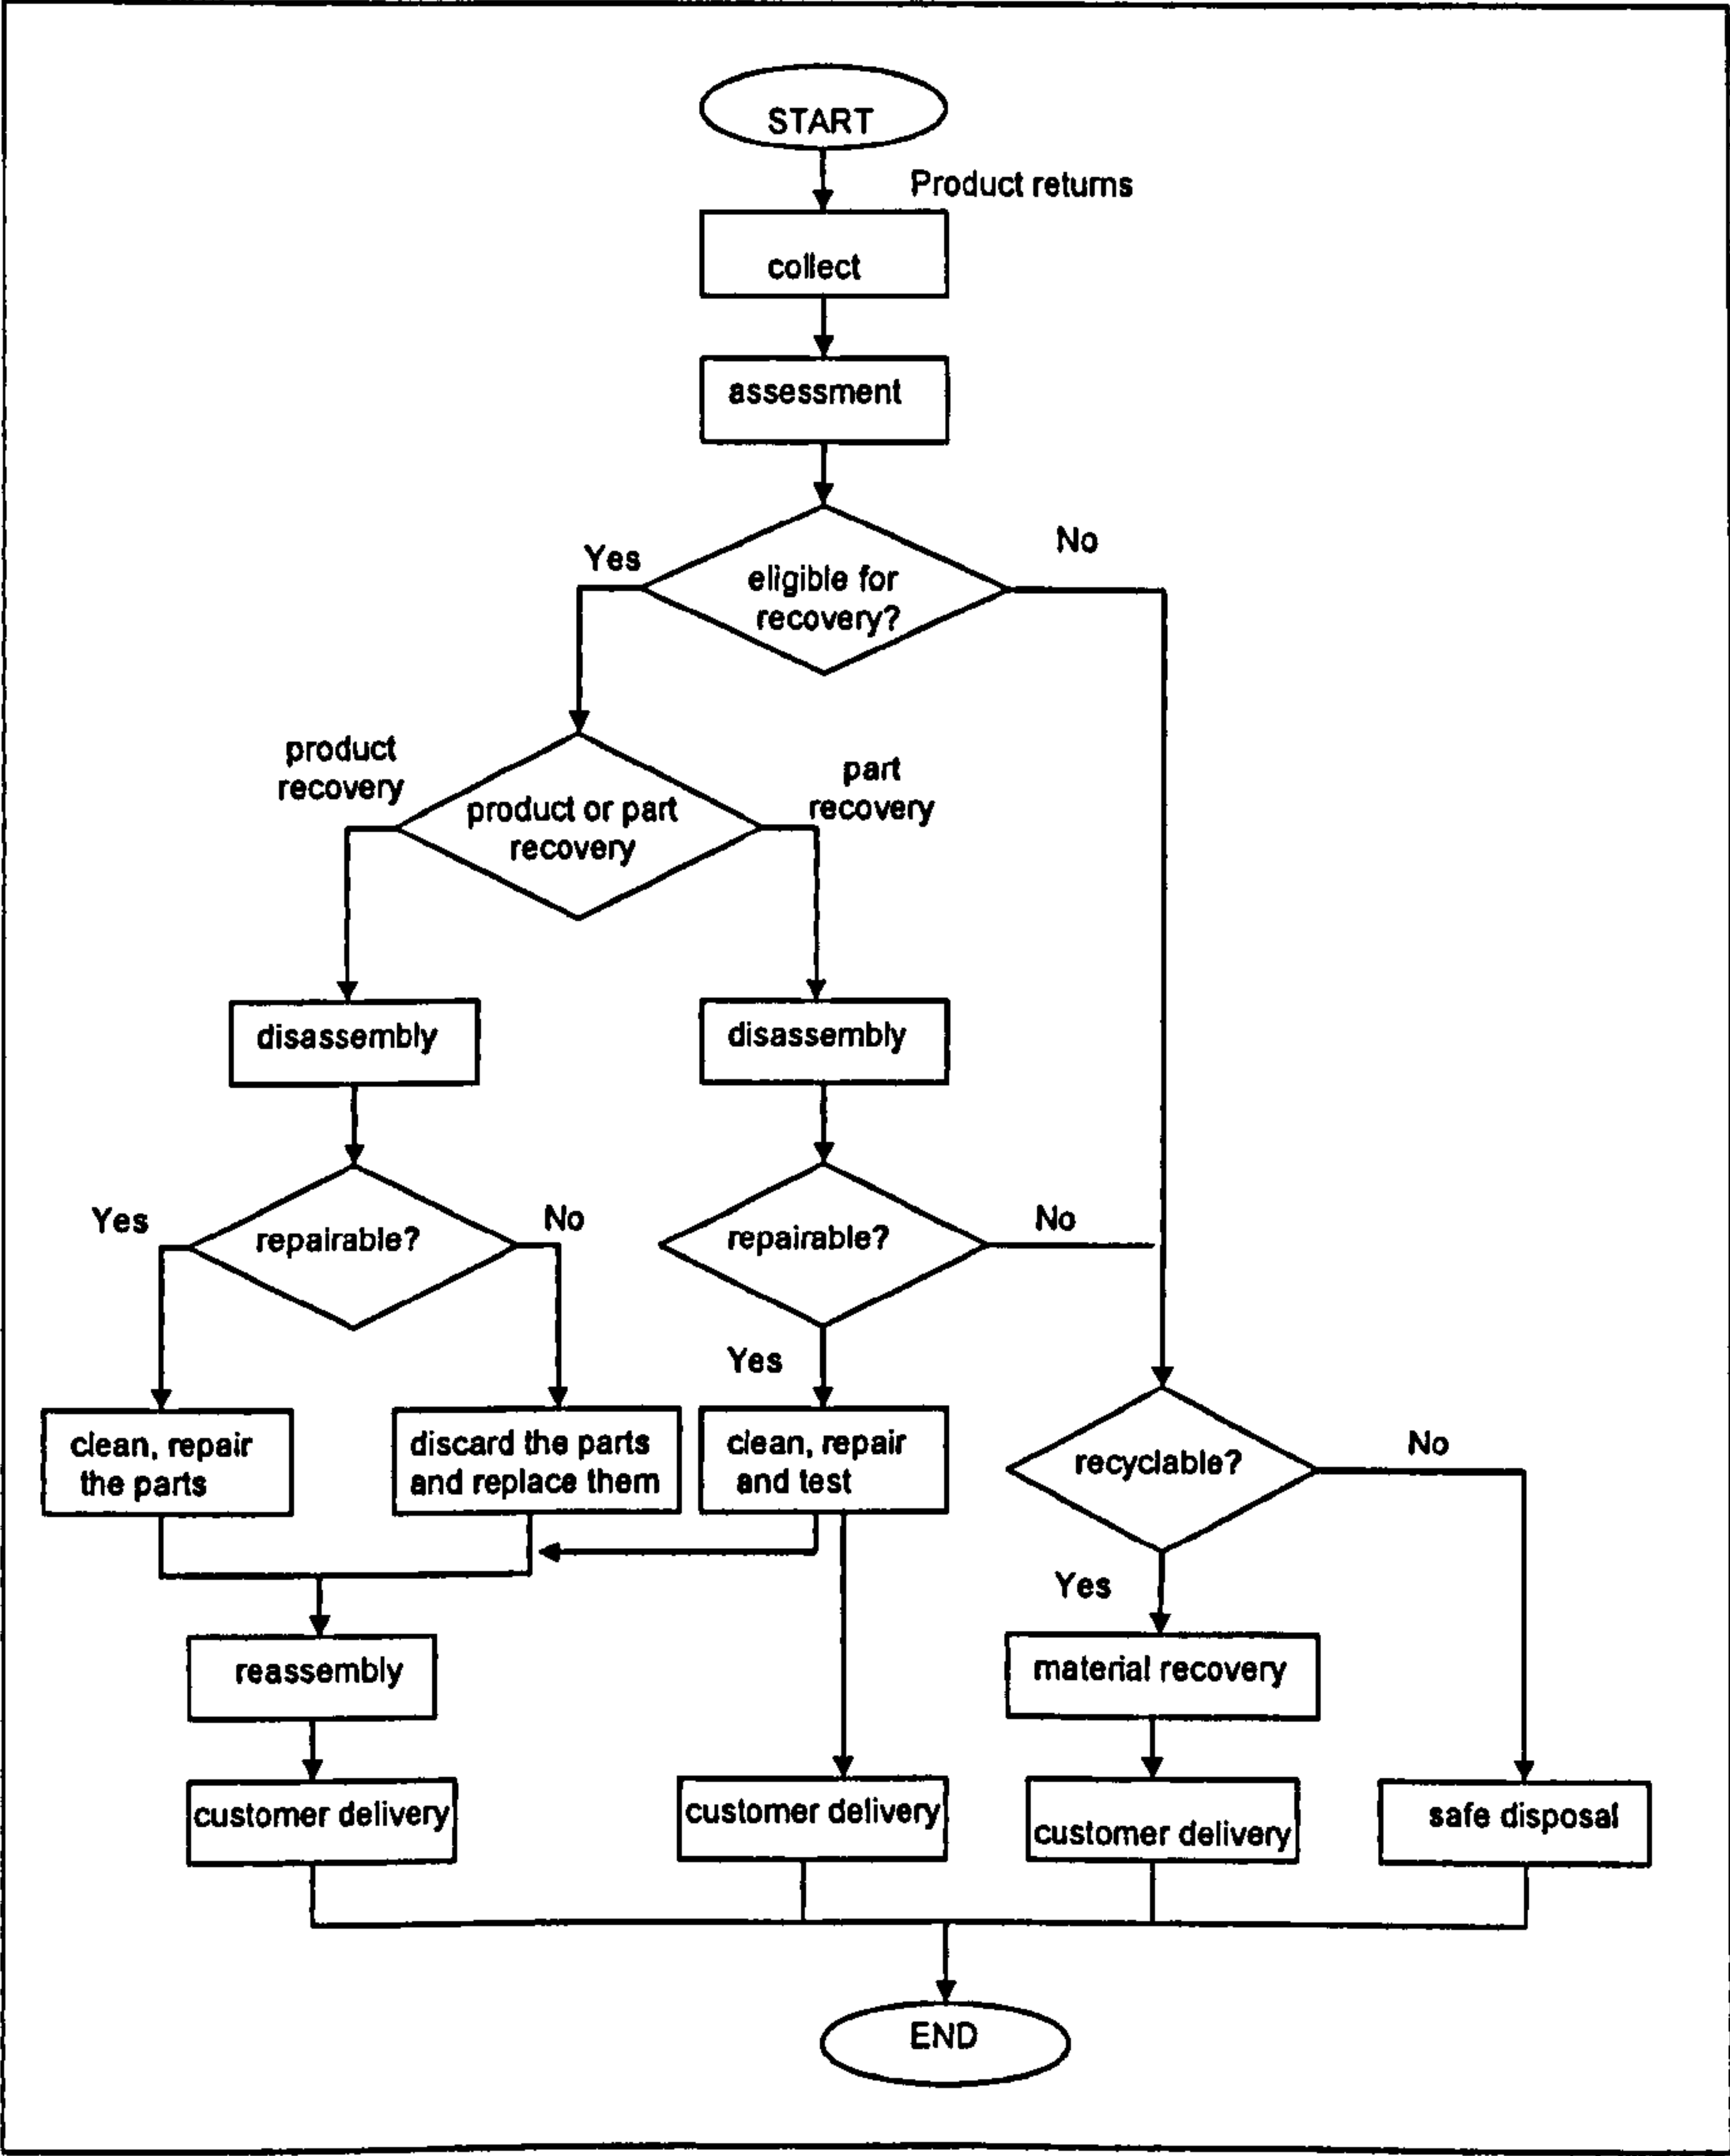 START
Product returns
collect
assessment
Yes
No
eligible for
recovery?
product
recovery
part
recovery
product or part
recovery
disassembly
disassembly
Yes
repairable?
No
repairable?
No
Yes
clean, repair
the parts
discard the parts
and replace them
clean, repair
and test
recyclable?
No
Yes
reassembly
material recovery
customer delivery
customer delivery
customer delivery
safe disposal
END